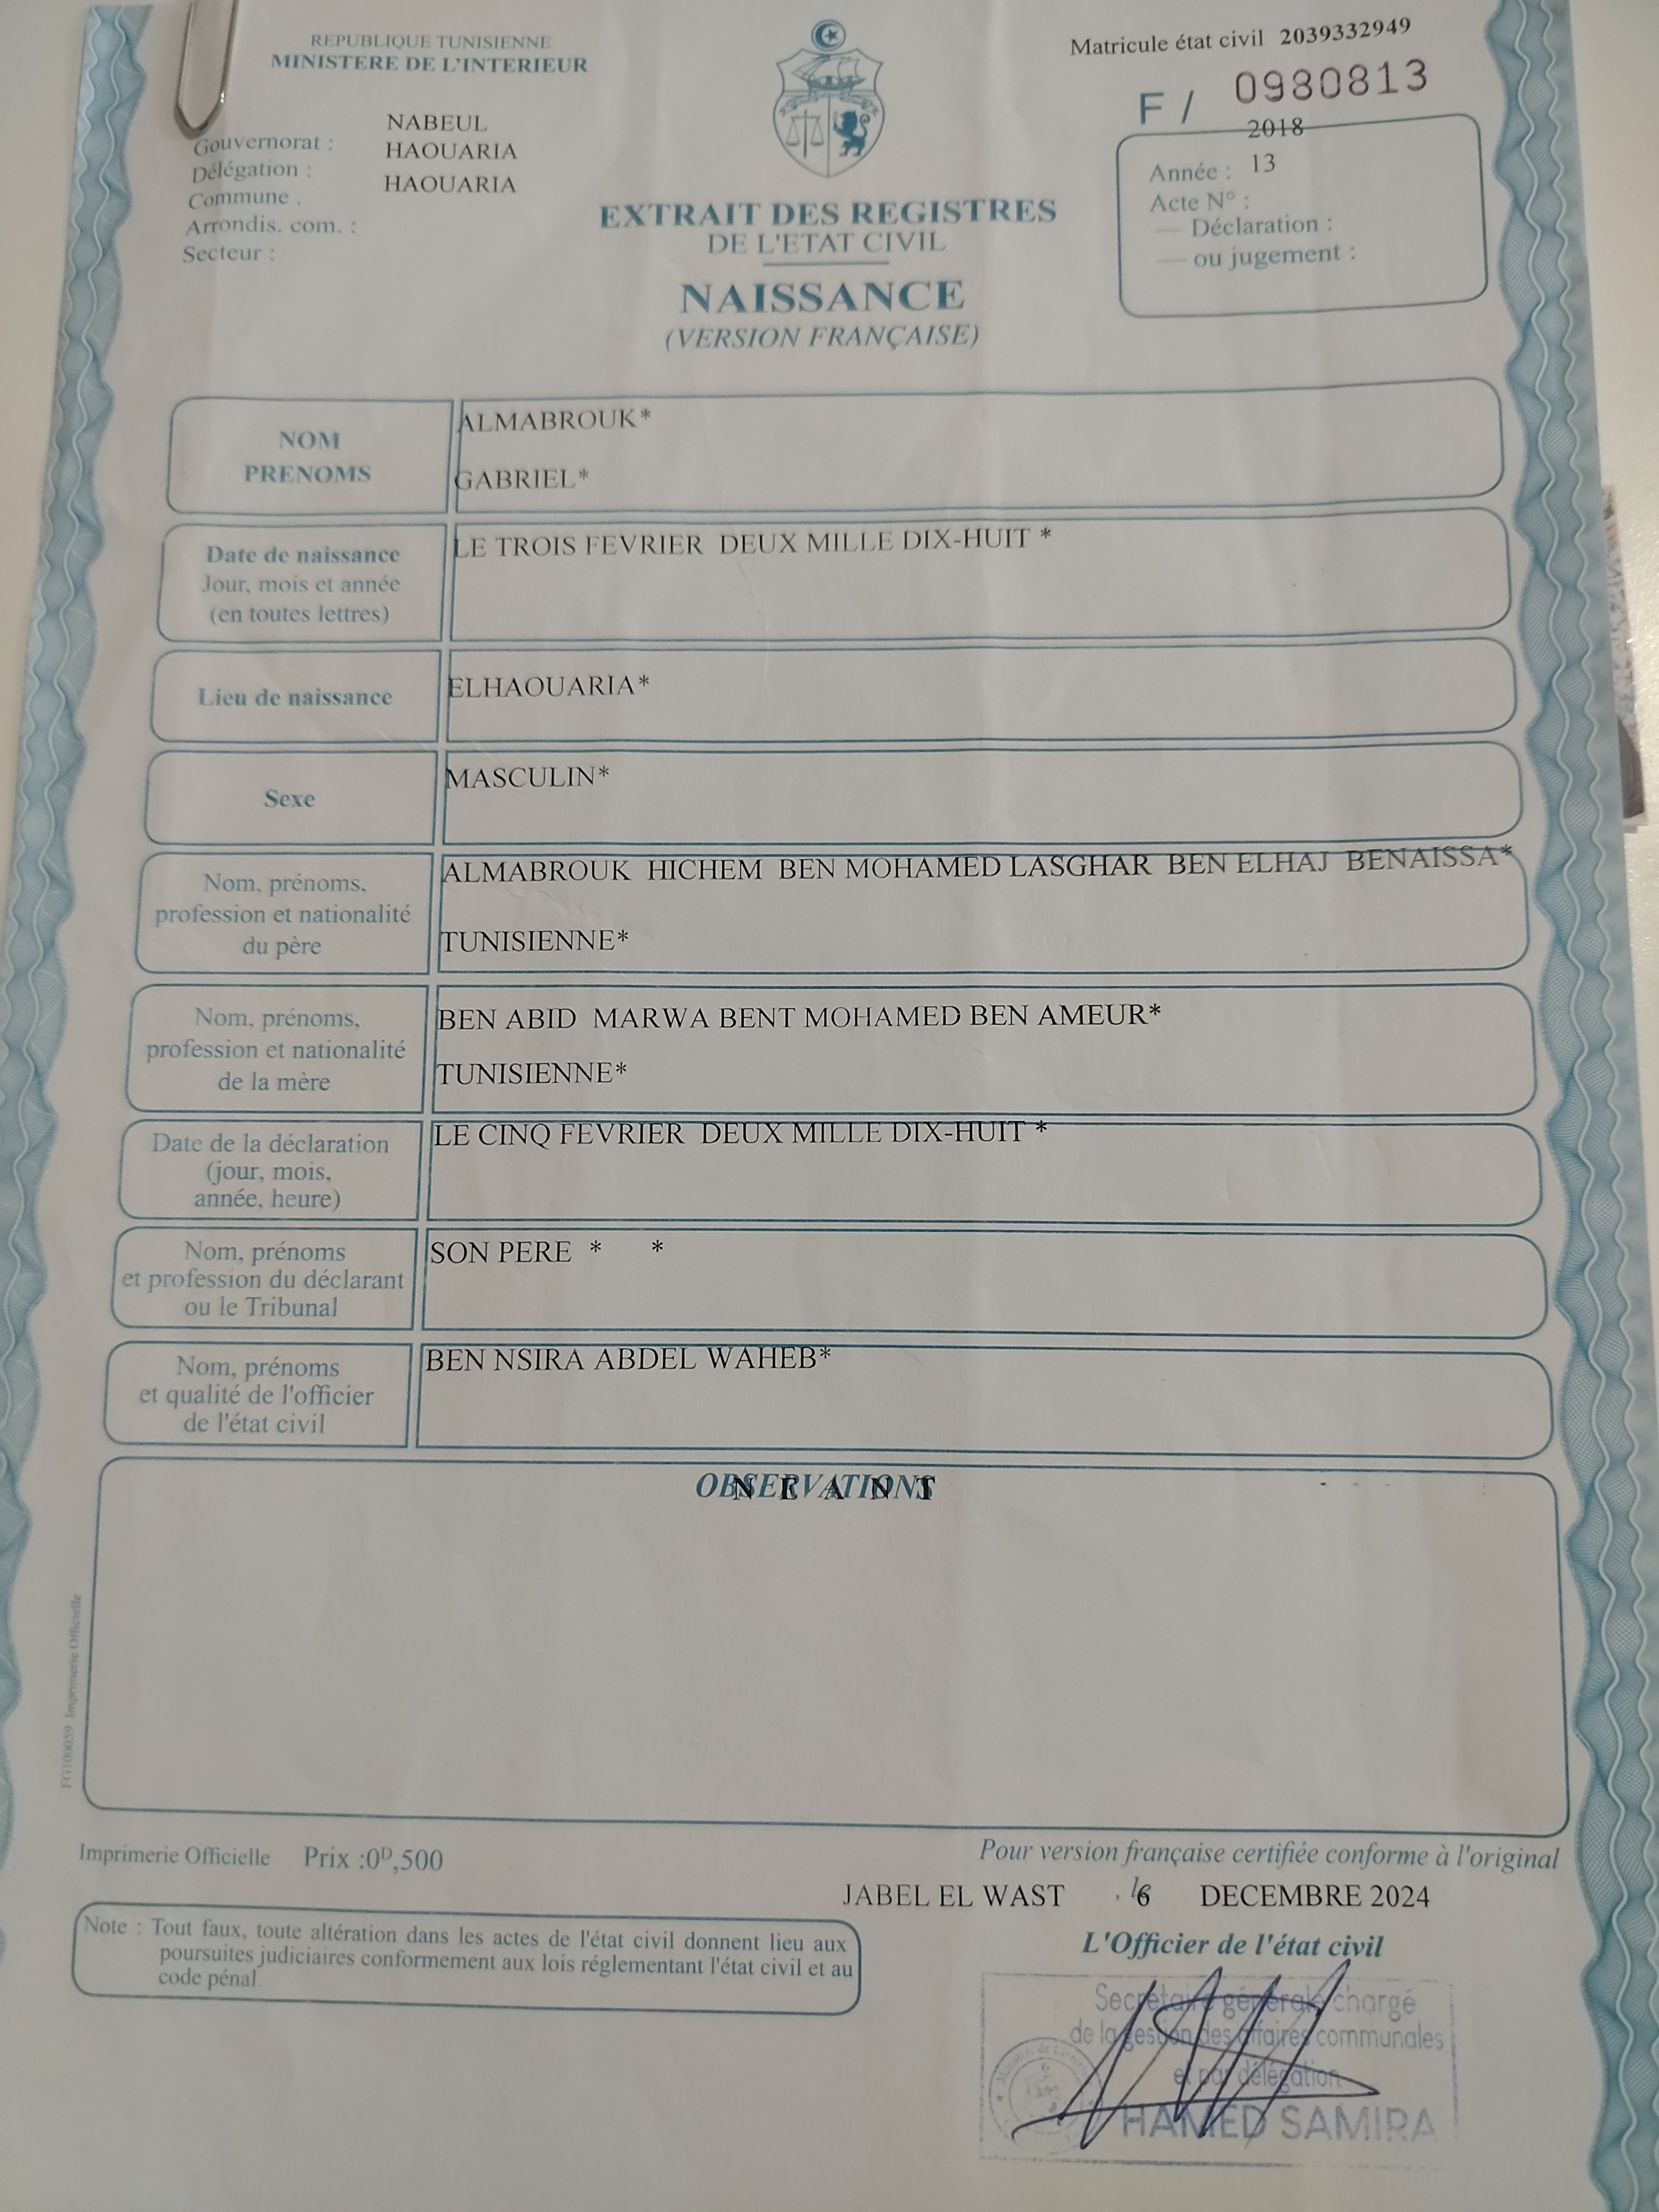 REPUBLIQUE TUNISIENNE
MINISTERE DE L'INTERIEUR
Matricule état civil 2039332949
F / 0980813
Gouvernorat : NABEUL
Délégation : HAOUARIA
Commune : HAOUARIA
Arrondis. com. :
Secteur :
2018
Année : 13
Acte N° :
— Déclaration :
— ou jugement :
EXTRAIT DES REGISTRES
DE L'ETAT CIVIL
NAISSANCE
(VERSION FRANÇAISE)
NOM
PRENOMS
ALMABROUK*
GABRIEL*
Date de naissance
Jour, mois et année
(en toutes lettres)
LE TROIS FEVRIER DEUX MILLE DIX-HUIT *
Lieu de naissance
ELHAOUARIA*
Sexe
MASCULIN*
Nom, prénoms,
profession et nationalité
du père
ALMABROUK HICHEM BEN MOHAMED LASGHAR BEN ELHAJ BENAISSA*
TUNISIENNE*
Nom, prénoms,
profession et nationalité
de la mère
BEN ABID MARWA BENT MOHAMED BEN AMEUR*
TUNISIENNE*
Date de la déclaration
(jour, mois,
année, heure)
LE CINQ FEVRIER DEUX MILLE DIX-HUIT *
Nom, prénoms
et profession du déclarant
ou le Tribunal
SON PERE * *
Nom, prénoms
et qualité de l'officier
de l'état civil
BEN NSIRA ABDEL WAHEB*
OBSERVATIONS
N E A N T
Imprimerie Officielle
Imprimerie Officielle Prix :0ᴰ,500
Pour version française certifiée conforme à l'original
JABEL EL WAST 16 DECEMBRE 2024
Note : Tout faux, toute altération dans les actes de l'état civil donnent lieu aux
poursuites judiciaires conformement aux lois réglementant l'état civil et au
code pénal
L'Officier de l'état civil
Secrétaire générale chargé
de la gestion des affaires communales
et par délégation
HAMED SAMIRA